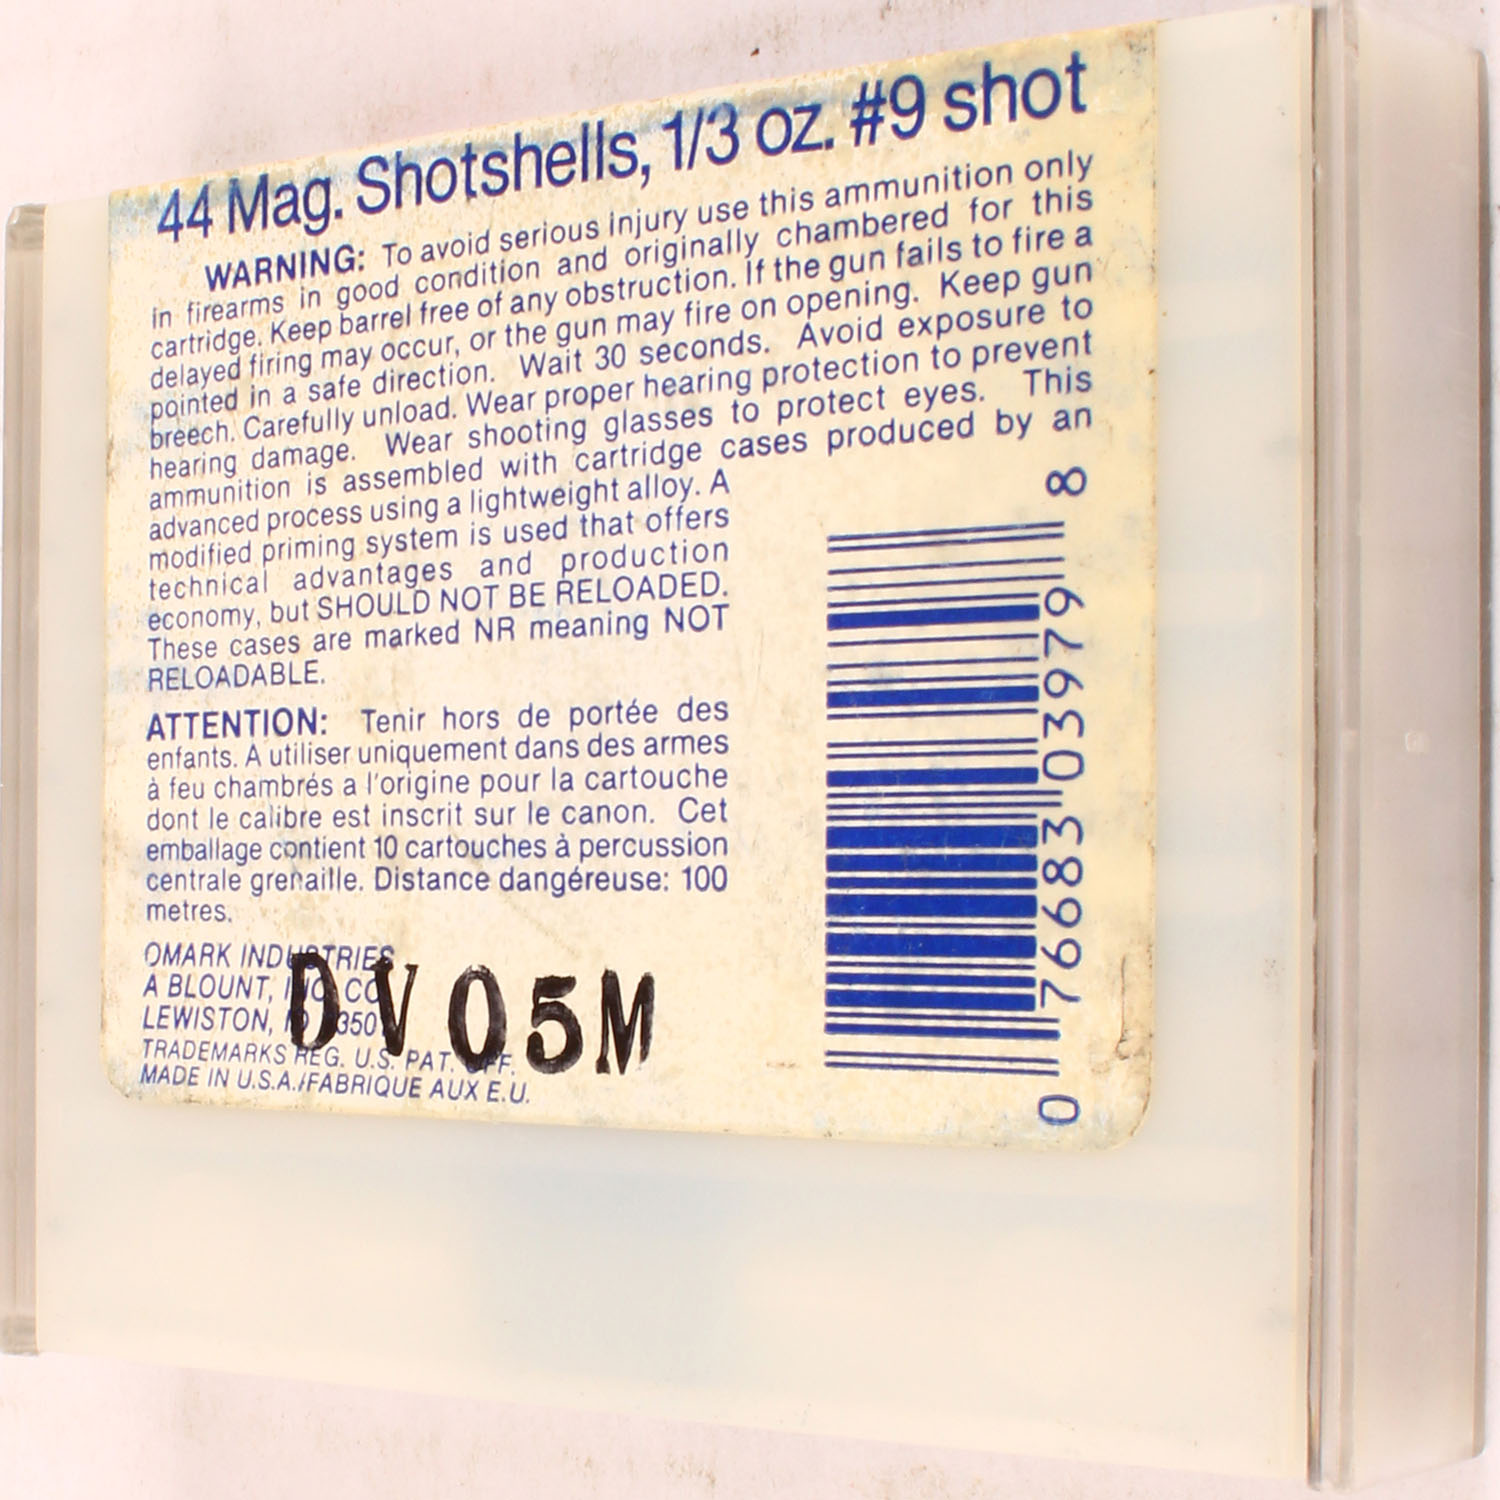 44 Mag. Shotshells, 1/3 oz. #9 shot
WARNING: To avoid serious injury use this ammunition only
in firearms in good condition and originally chambered for this
cartridge. Keep barrel free of any obstruction. If the gun fails to fire a
delayed firing may occur, or the gun may fire on opening. Keep gun
pointed in a safe direction. Wait 30 seconds. Avoid exposure to
breech. Carefully unload. Wear proper hearing protection to prevent
hearing damage. Wear shooting glasses to protect eyes. This
ammunition is assembled with cartridge cases produced by an
advanced process using a lightweight alloy. A
modified priming system is used that offers
technical advantages and production
economy, but SHOULD NOT BE RELOADED.
These cases are marked NR meaning NOT
RELOADABLE.
ATTENTION: Tenir hors de portée des
enfants. A utiliser uniquement dans des armes
à feu chambrés a l'origine pour la cartouche
dont le calibre est inscrit sur le canon. Cet
emballage contient 10 cartouches à percussion
centrale grenaille. Distance dangéreuse: 100
metres.
OMARK INDUSTRIES
A BLOUNT, INC. CO
LEWISTON, 350
TRADEMARKS REG. U.S. PAT. OFF.
MADE IN U.S.A./FABRIQUE AUX E.U.
DV05M
0 76683 03979 8